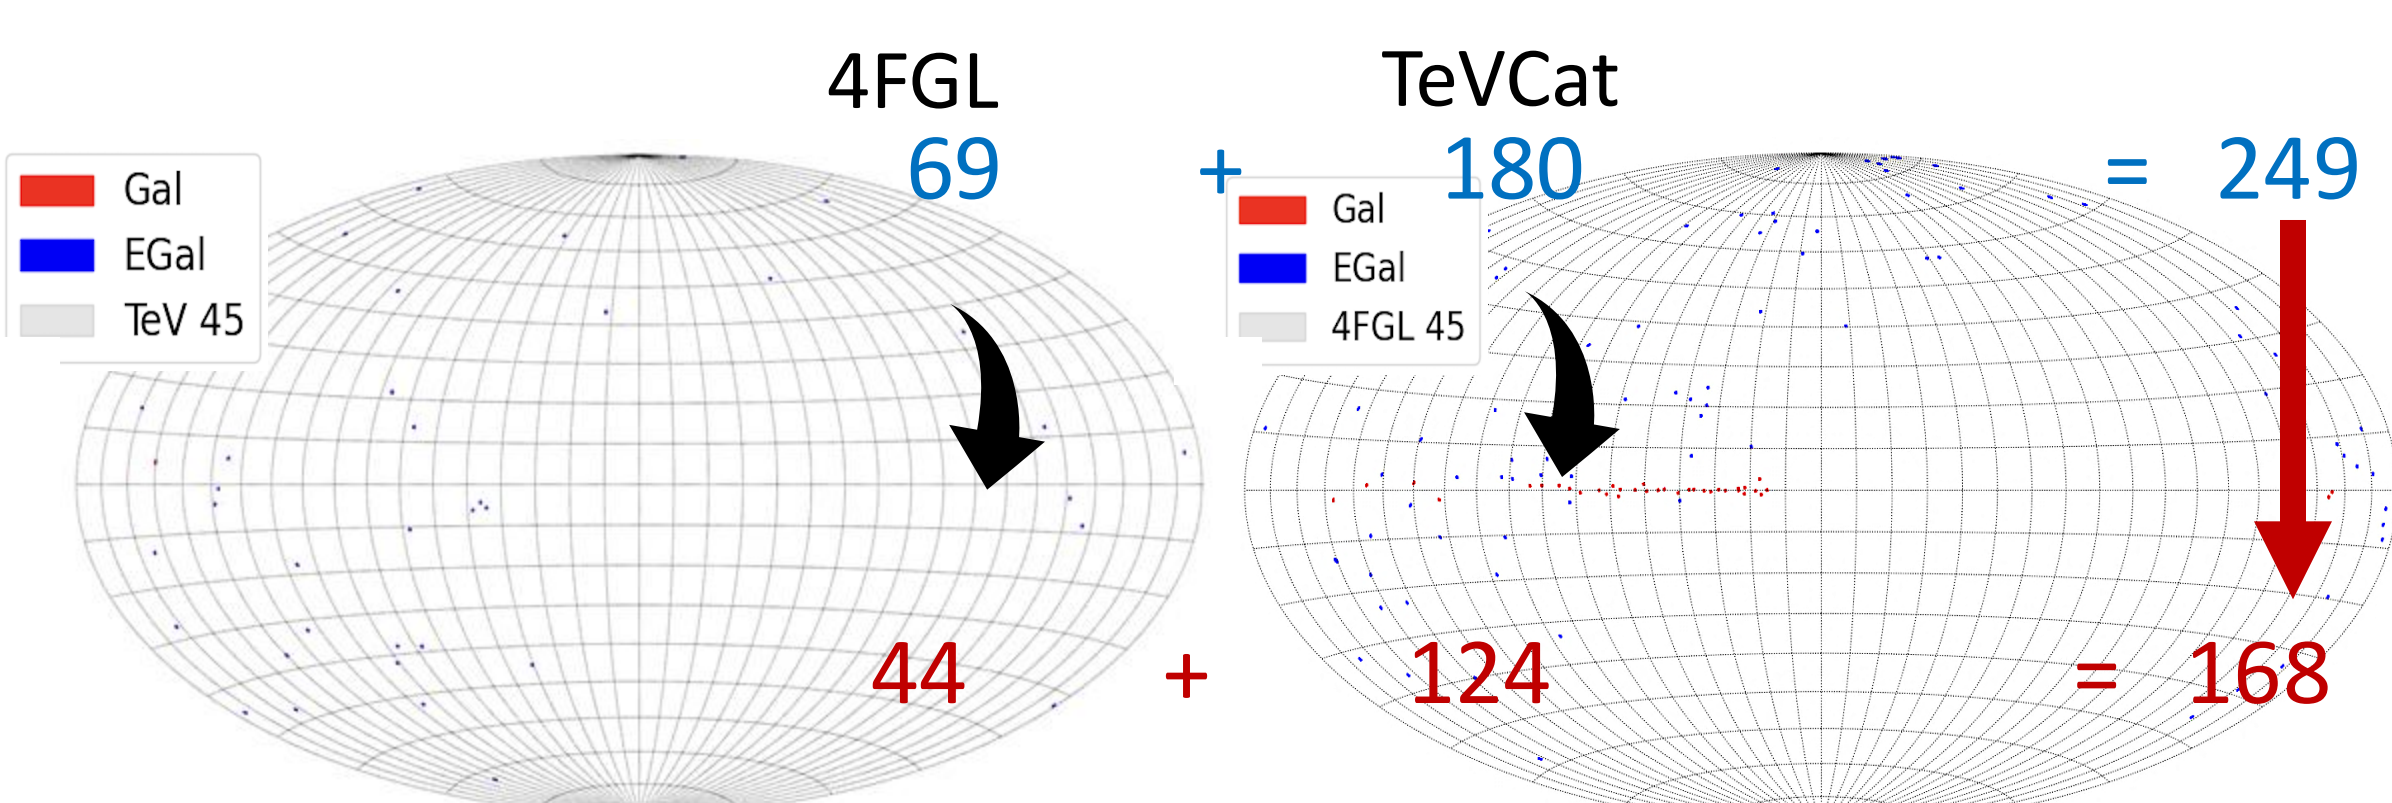 4FGL TeVCat
69 + 180 = 249
Gal
EGal
TeV 45
Gal
EGal
4FGL 45
44 + 124 = 168